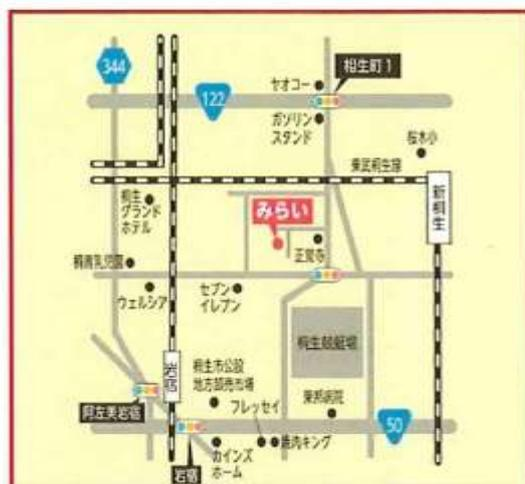 344
相生町1
ヤオコー
122
ガソリン
スタンド
桜木小
東武桐生線
新桐生
桐生
グランド
ホテル
みらい
正覚寺
桐南乳児園
ウェルシア
セブン
イレブン
桐生競艇場
岩宿
桐生市公設
地方卸売市場
阿左美岩宿
フレッセイ
東邦病院
50
カインズ
ホーム
焼肉キング
岩宿